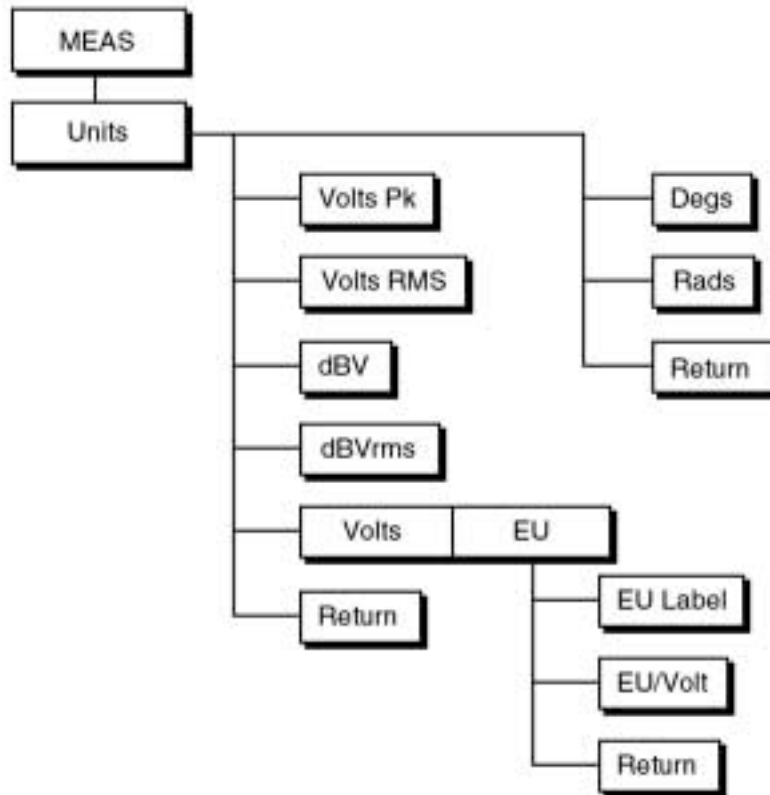 MEAS
Units
Volts Pk
Volts RMS
dBV
dBVrms
Volts EU
Return
Degs
Rads
Return
EU Label
EU/Volt
Return